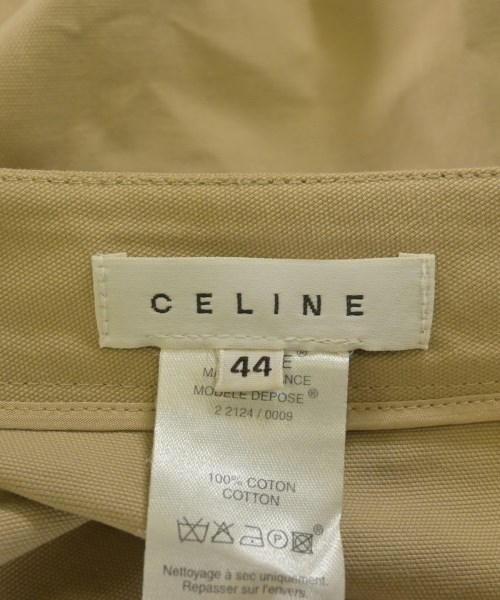 CELINE
44
MODELE DEPOSE ®
2 2124 / 0009
100% COTON
COTTON
Nettoyage à sec uniquement.
Repasser sur l'envers.